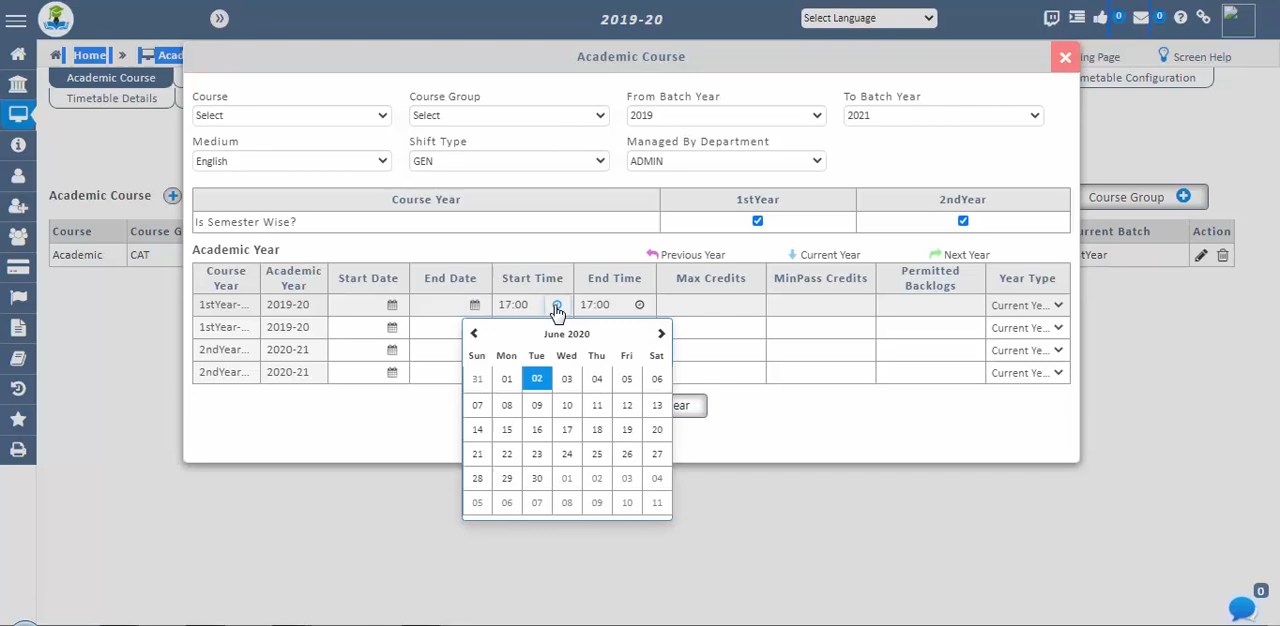 2019-20
Select Language
0
0
Home » Acad
Academic Course
ing Page
Screen Help
Academic Course
metable Configuration
Timetable Details
Course
Course Group
From Batch Year
To Batch Year
Select
Select
2019
2021
Medium
Shift Type
Managed By Department
English
GEN
ADMIN
Academic Course
Course Group
Course Year
1stYear
2ndYear
Is Semester Wise?
Course
Course G
rrent Batch
Action
Academic
CAT
tYear
Academic Year
Previous Year
Current Year
Next Year
Course Year
Academic Year
Start Date
End Date
Start Time
End Time
Max Credits
MinPass Credits
Permitted Backlogs
Year Type
1stYear-...
2019-20
17:00
17:00
Current Ye...
1stYear-...
2019-20
Current Ye...
2ndYear...
2020-21
Current Ye...
2ndYear...
2020-21
Current Ye...
ear
June 2020
Sun Mon Tue Wed Thu Fri Sat
31 01 02 03 04 05 06
07 08 09 10 11 12 13
14 15 16 17 18 19 20
21 22 23 24 25 26 27
28 29 30 01 02 03 04
05 06 07 08 09 10 11
0